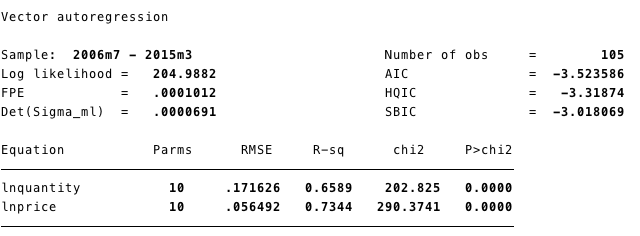 Vector autoregression
Sample:  2006m7 - 2015m3                        Number of obs     =        105
Log likelihood =   204.9882                     AIC               =  -3.523586
FPE            =   .0001012                     HQIC              =   -3.31874
Det(Sigma_ml)  =   .0000691                     SBIC              =  -3.018069
Equation           Parms      RMSE     R-sq      chi2     P>chi2
lnquantity           10     .171626   0.6589    202.825   0.0000
lnprice              10     .056492   0.7344   290.3741   0.0000